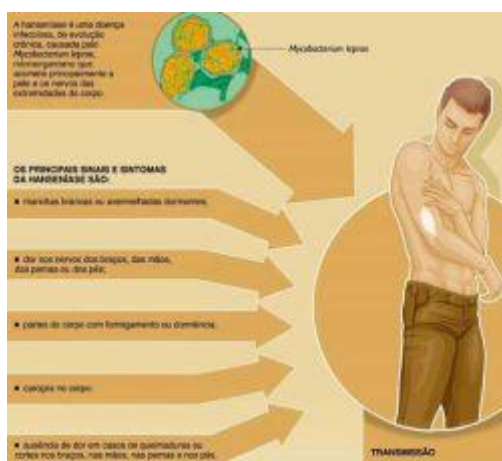 A hanseníase é uma doença
infecciosa, de evolução
crônica, causada pelo
Mycobacterium leprae,
microorganismo que
acomete principalmente a
pele e os nervos das
extremidades do corpo.
Mycobacterium leprae
OS PRINCIPAIS SINAIS E SINTOMAS
DA HANSENÍASE SÃO:
• manchas brancas ou avermelhadas dormentes;
• dor nos nervos dos braços, das mãos,
das pernas ou dos pés;
• partes do corpo com formigamento ou dormência;
• caroços no corpo;
• ausência de dor em casos de queimaduras ou
cortes nos braços, nas mãos, nas pernas e nos pés.
TRANSMISSÃO